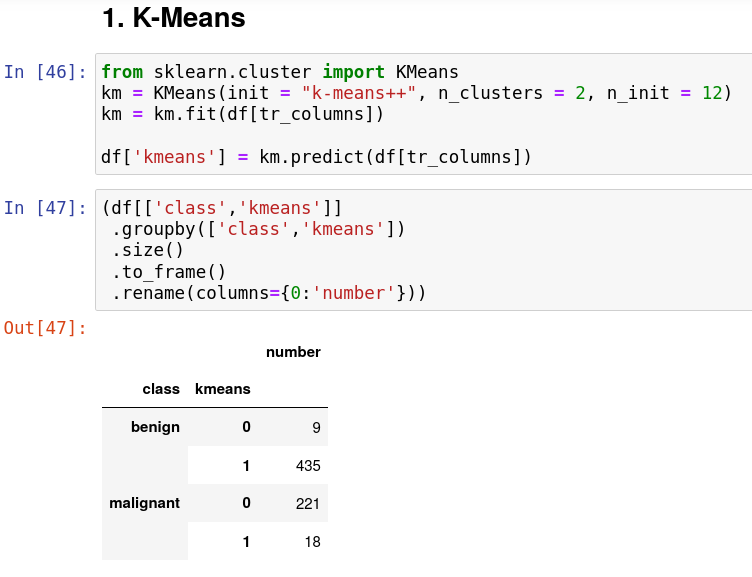 1. K-Means
In [46]: from sklearn.cluster import KMeans
km = KMeans(init = "k-means++", n_clusters = 2, n_init = 12)
km = km.fit(df[tr_columns])
df['kmeans'] = km.predict(df[tr_columns])
In [47]: (df[['class','kmeans']]
.groupby(['class','kmeans'])
.size()
.to_frame()
.rename(columns={0:'number'}))
Out[47]:
number
class kmeans
benign 0 9
1 435
malignant 0 221
1 18